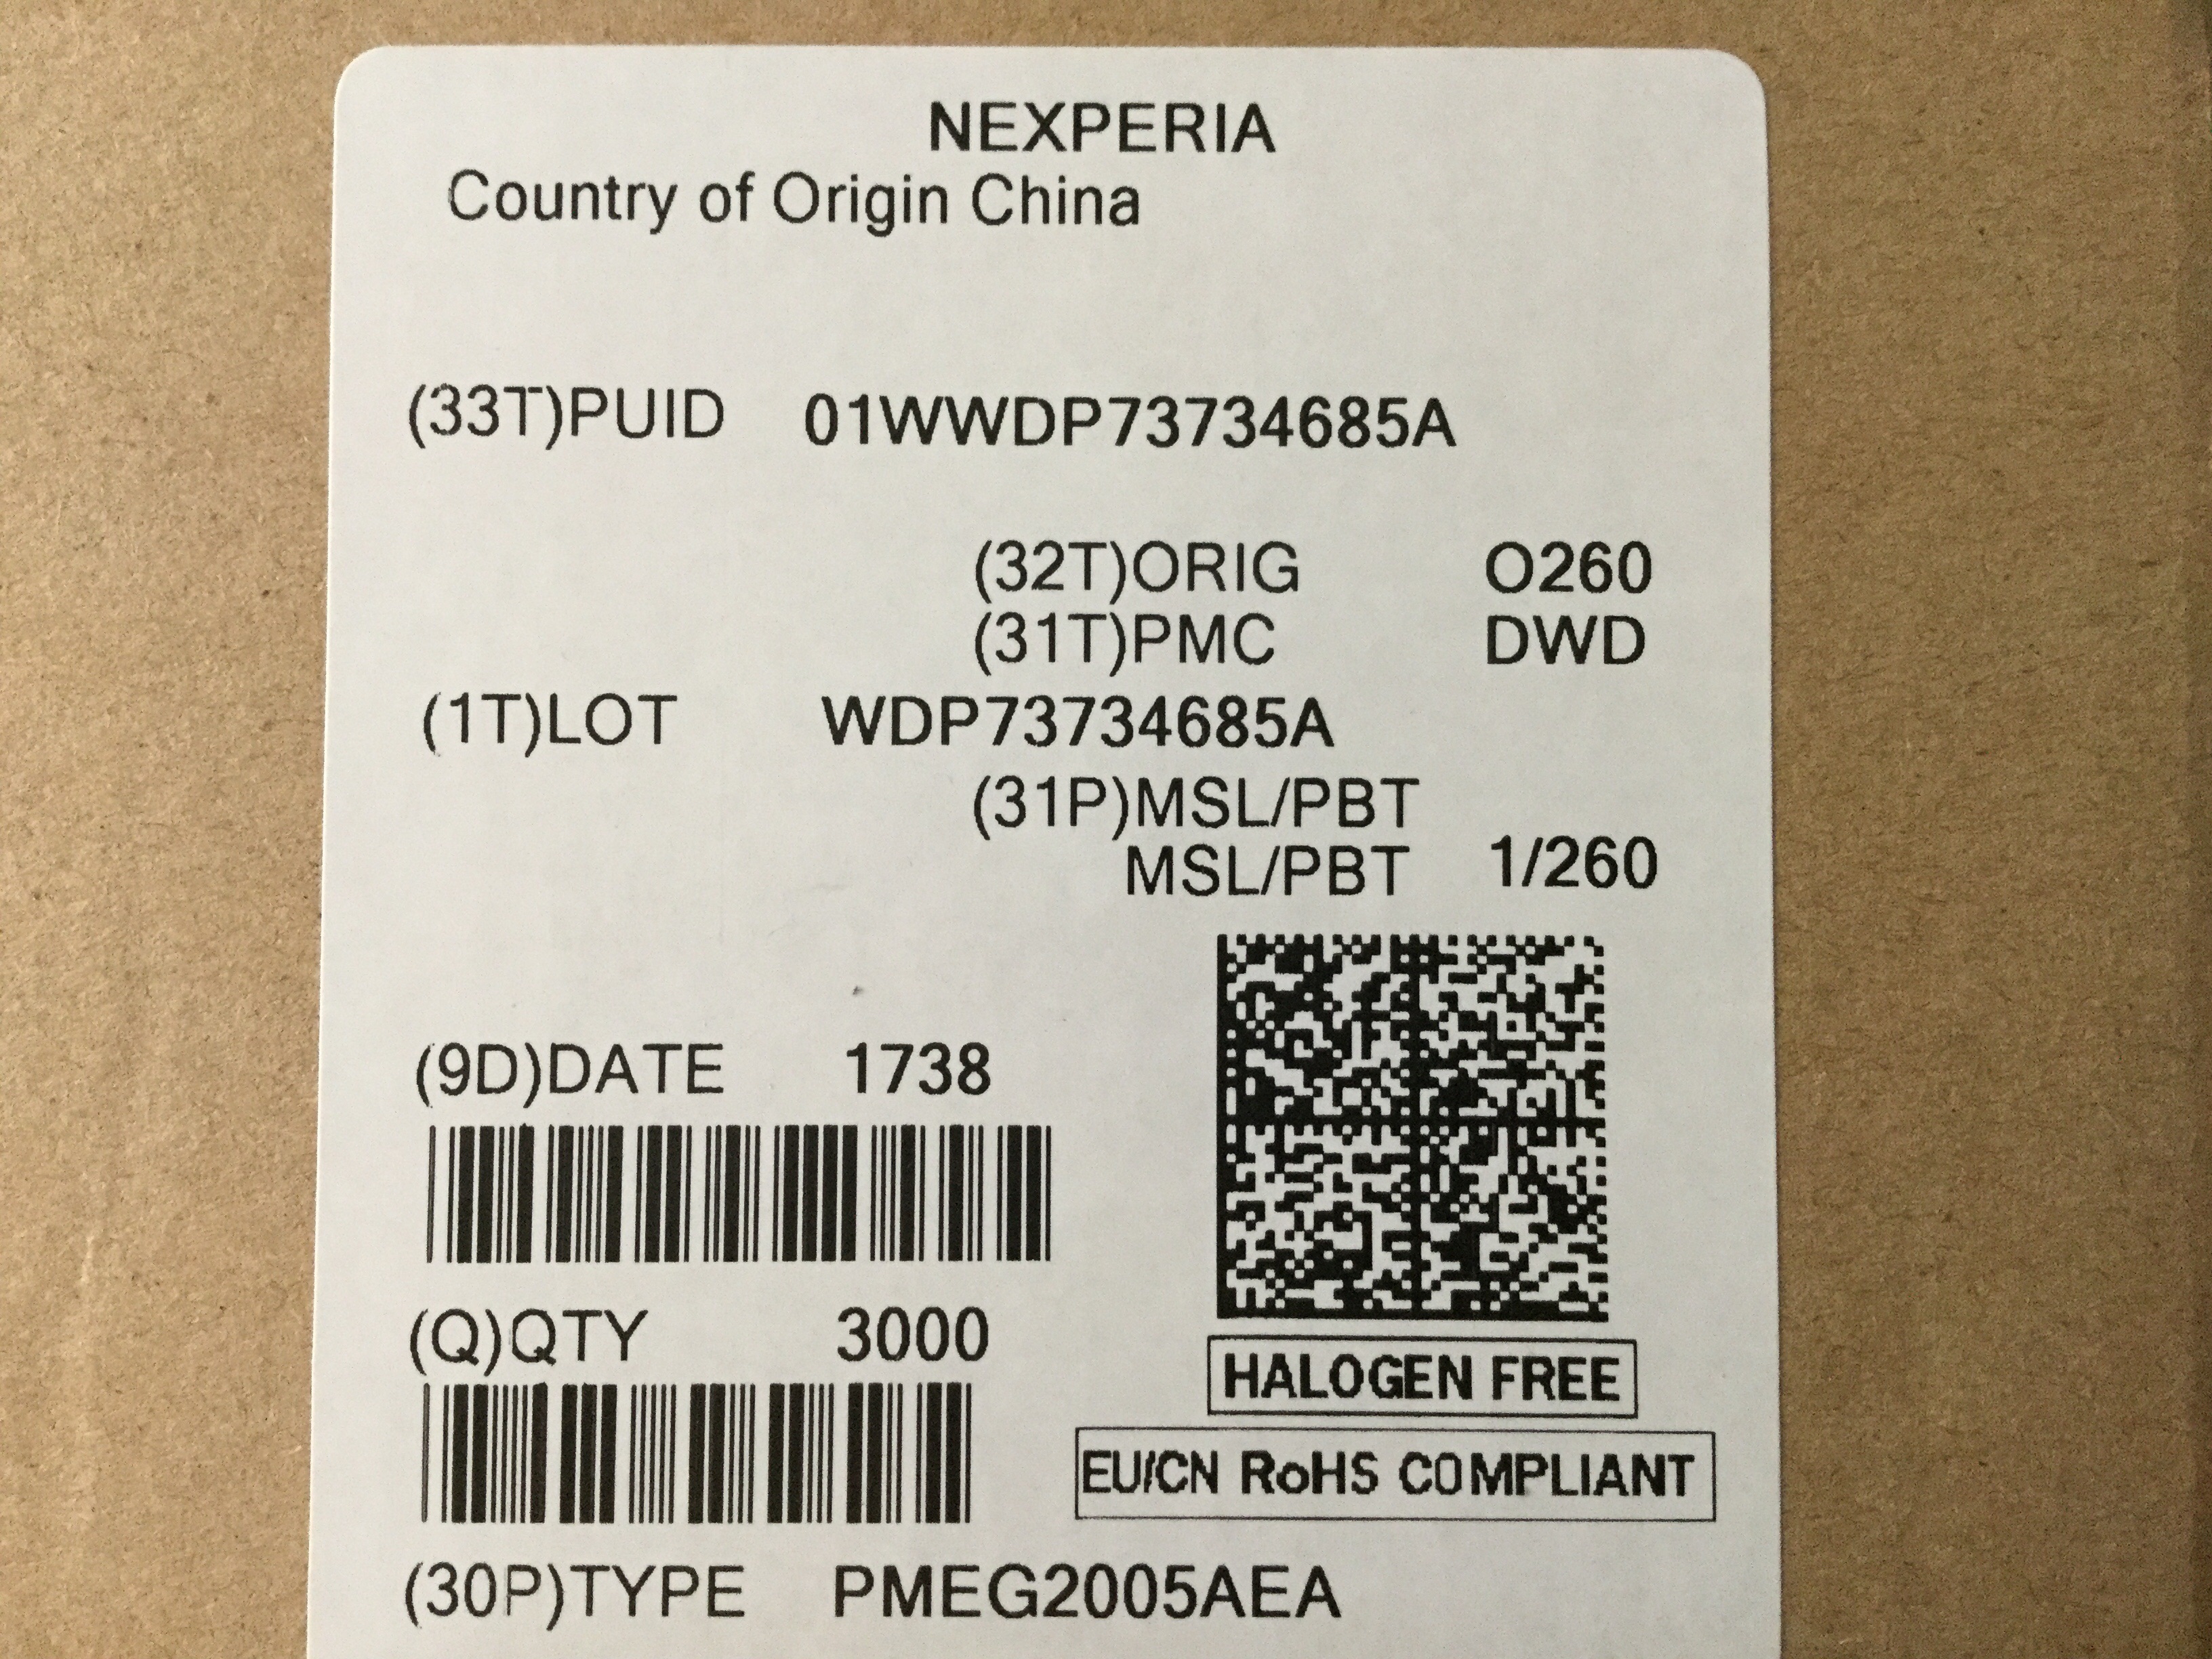 NEXPERIA
Country of Origin China
(33T)PUID 01WWDP73734685A
(32T)ORIG O260
(31T)PMC DWD
(1T)LOT WDP73734685A
(31P)MSL/PBT
MSL/PBT 1/260
(9D)DATE 1738
(Q)QTY 3000
HALOGEN FREE
EU/CN RoHS COMPLIANT
(30P)TYPE PMEG2005AEA